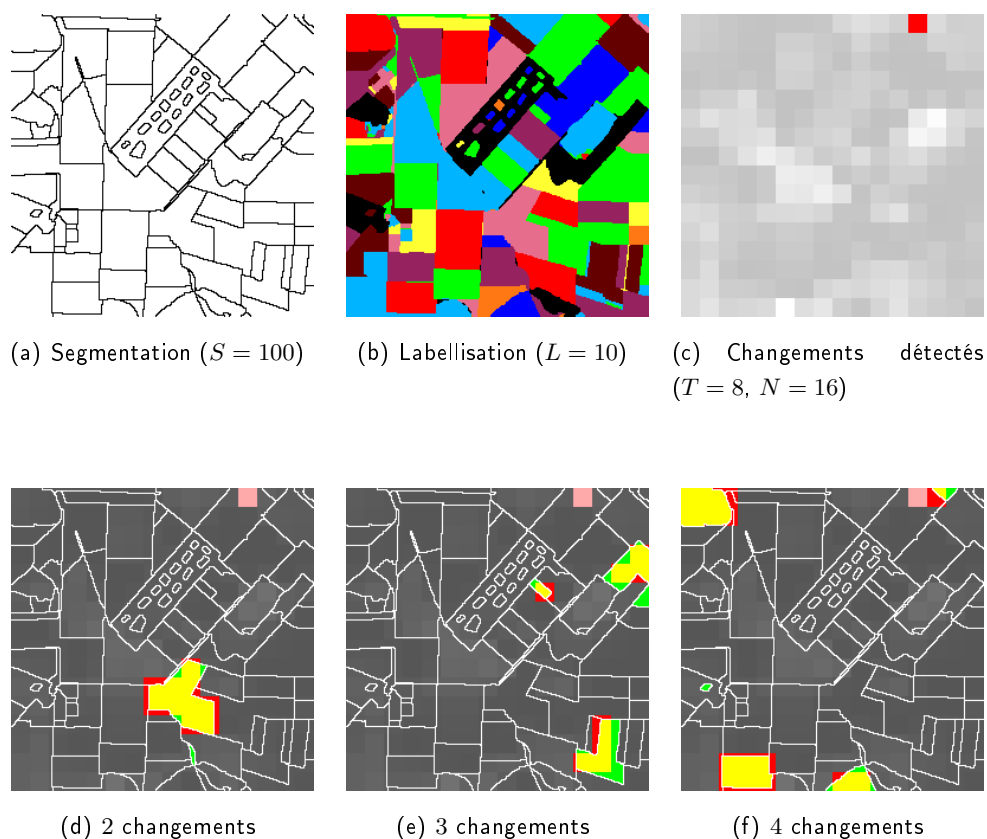 (a) Segmentation (S = 100)
(b) Labellisation (L = 10)
(c) Changements détectés
(T = 8, N = 16)
(d) 2 changements
(e) 3 changements
(f) 4 changements